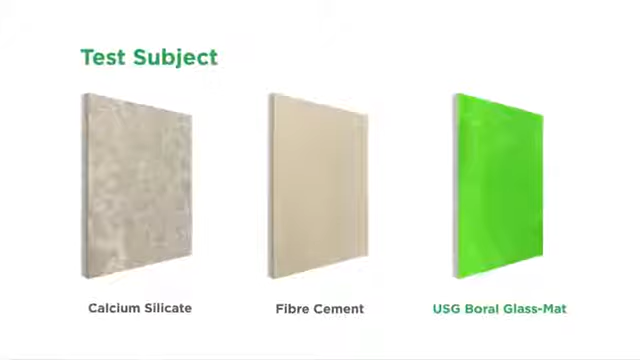 Test Subject
Calcium Silicate
Fibre Cement
USG Boral Glass-Mat